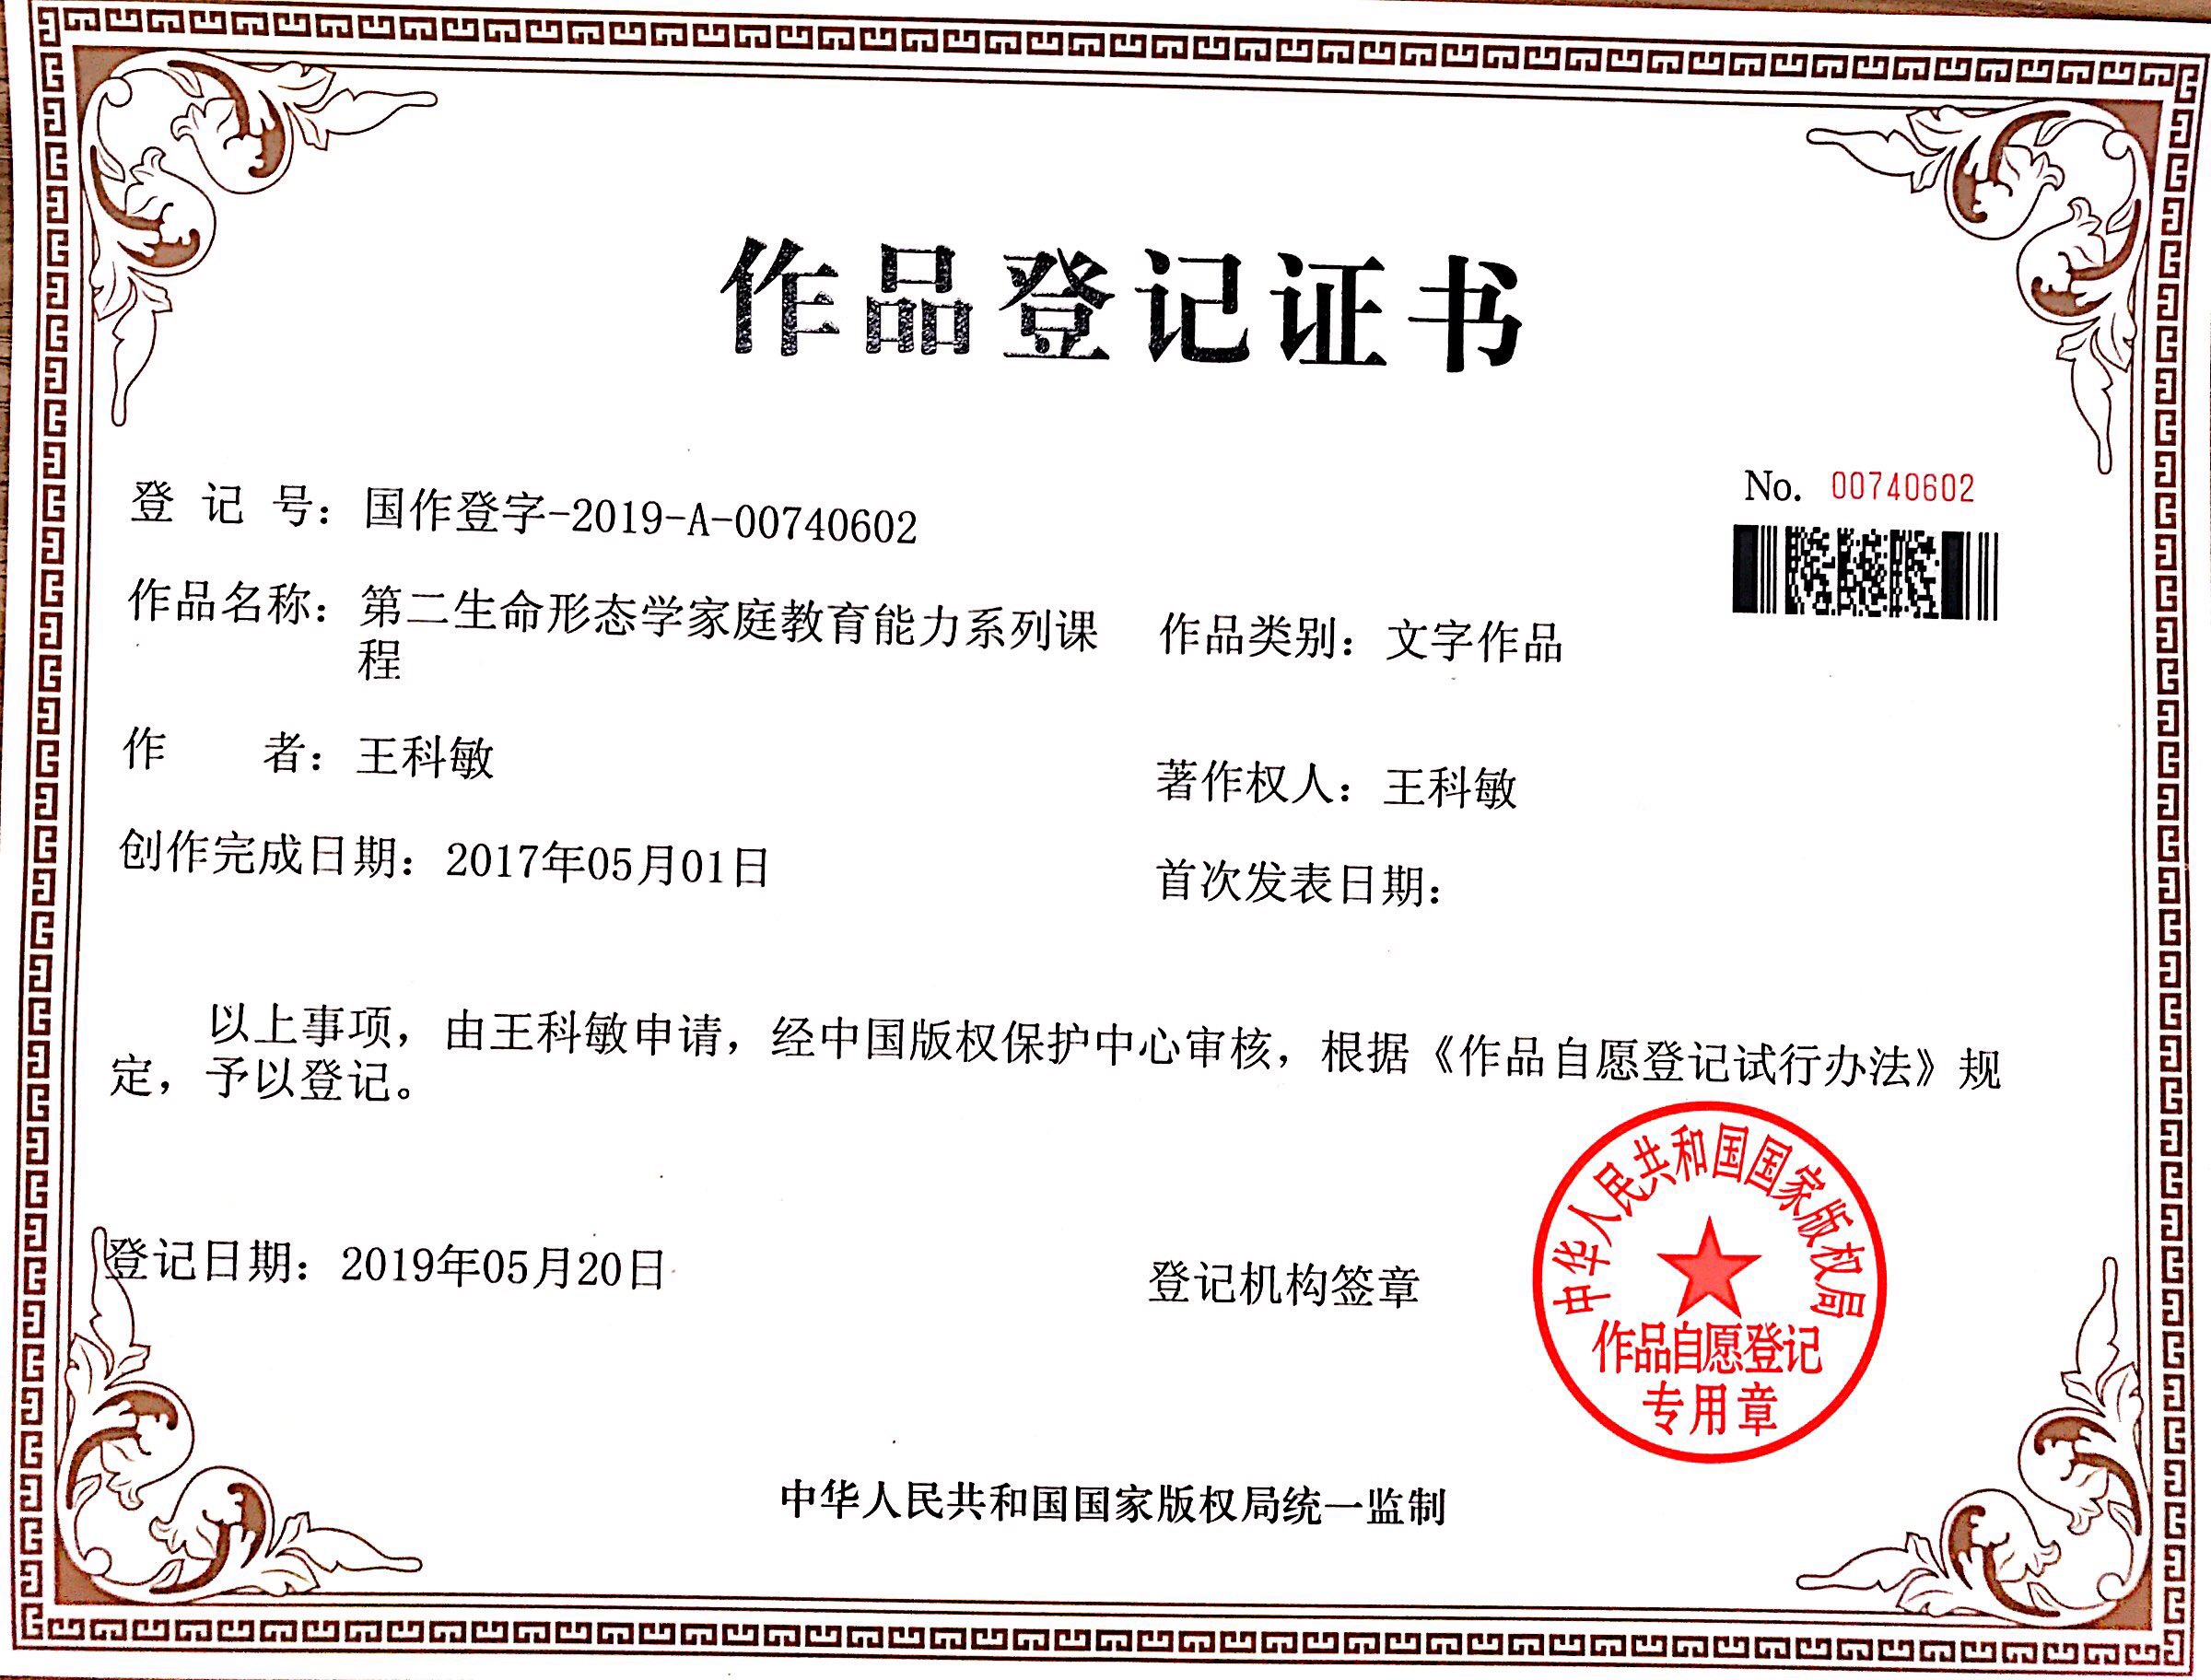 作品登记证书
No. 00740602
登 记 号：国作登字-2019-A-00740602
作品名称：第二生命形态学家庭教育能力系列课
程
作品类别：文字作品
作 者：王科敏
著作权人：王科敏
创作完成日期：2017年05月01日
首次发表日期：
以上事项，由王科敏申请，经中国版权保护中心审核，根据《作品自愿登记试行办法》规
定，予以登记。
登记日期：2019年05月20日
登记机构签章
中华人民共和国国家版权局
作品自愿登记
专用章
中华人民共和国国家版权局统一监制